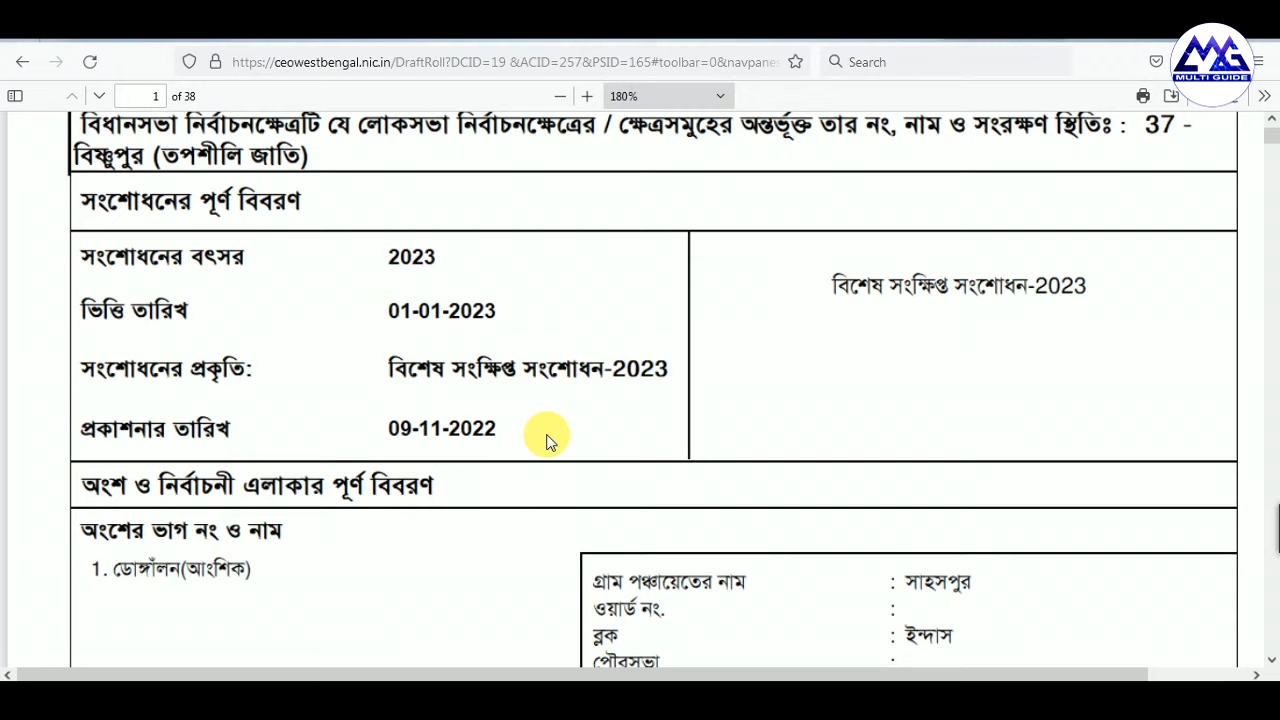 https://ceowestbengal.nic.in/DraftRoll?DCID=19&ACID=257&PSID=165#toolbar=0&navpanes
Search
MXG
MULTI GUIDE
1 of 38
180%
বিধানসভা নির্বাচনক্ষেত্রটি যে লোকসভা নির্বাচনক্ষেত্রের / ক্ষেত্রসমুহের অন্তর্ভূক্ত তার নং, নাম ও সংরক্ষণ স্থিতিঃ : 37 -
বিষ্ণুপুর (তপশীলি জাতি)
সংশোধনের পূর্ণ বিবরণ
সংশোধনের বৎসর 2023
বিশেষ সংক্ষিপ্ত সংশোধন-2023
ভিত্তি তারিখ 01-01-2023
সংশোধনের প্রকৃতি: বিশেষ সংক্ষিপ্ত সংশোধন-2023
প্রকাশনার তারিখ 09-11-2022
অংশ ও নির্বাচনী এলাকার পূর্ণ বিবরণ
অংশের ভাগ নং ও নাম
1. ডোঙ্গাঁলন(আংশিক)
গ্রাম পঞ্চায়েতের নাম : সাহসপুর
ওয়ার্ড নং. :
ব্লক : ইন্দাস
পৌরসভা :